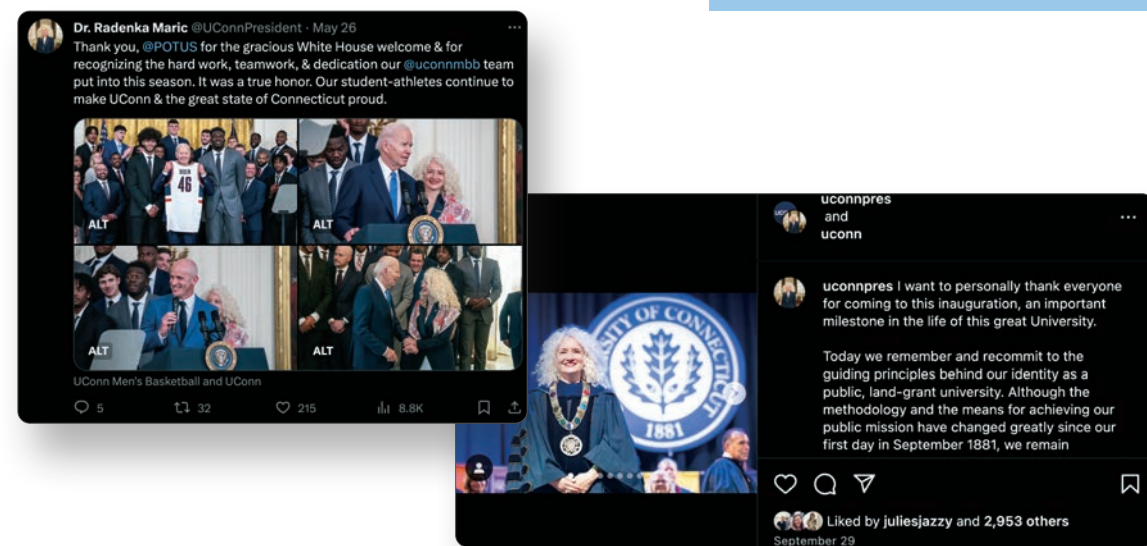 Dr. Radenka Maric @UConnPresident · May 26
Thank you, @POTUS for the gracious White House welcome & for
recognizing the hard work, teamwork, & dedication our @uconnmbb team
put into this season. It was a true honor. Our student-athletes continue to
make UConn & the great state of Connecticut proud.
BIDEN
46
ALT
ALT
ALT
ALT
UConn Men's Basketball and UConn
5 32 215 8.8K
uconnpres
and
uconn
uconnpres I want to personally thank everyone
for coming to this inauguration, an important
milestone in the life of this great University.
Today we remember and recommit to the
guiding principles behind our identity as a
public, land-grant university. Although the
methodology and the means for achieving our
public mission have changed greatly since our
first day in September 1881, we remain
SITY OF CONNECTICUT
1881
Liked by juliesjazzy and 2,953 others
September 29